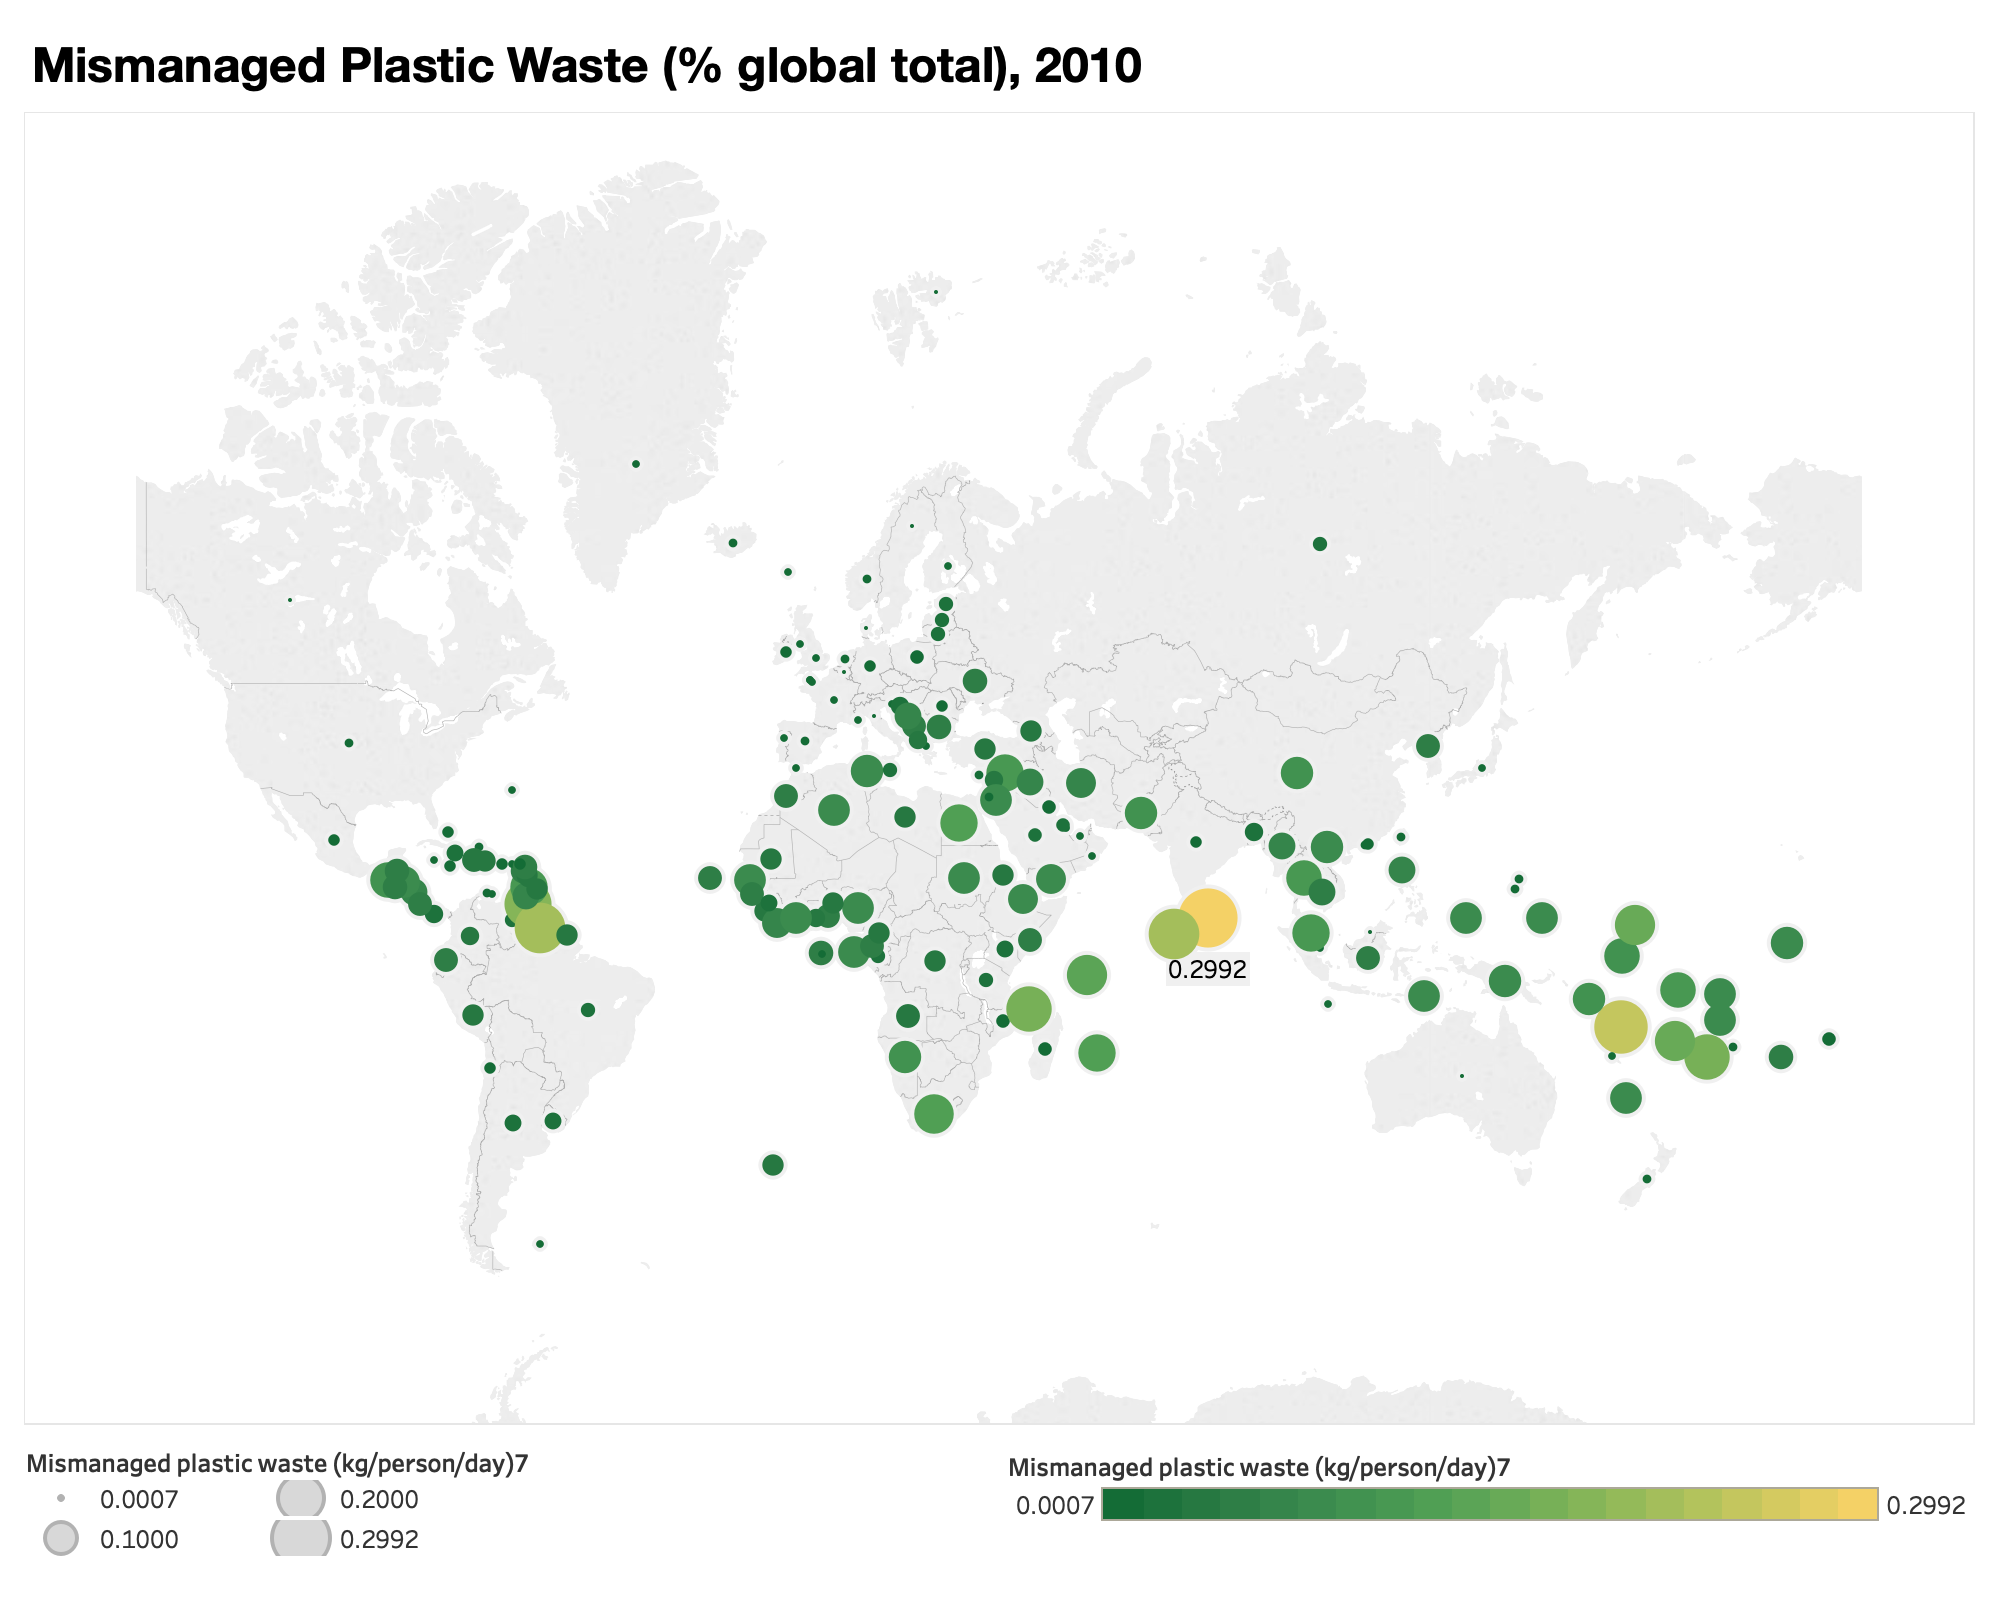 Mismanaged Plastic Waste (% global total), 2010
0.2992
Mismanaged plastic waste (kg/person/day)7
0.0007
0.2000
0.1000
0.2992
Mismanaged plastic waste (kg/person/day)7
0.0007
0.2992